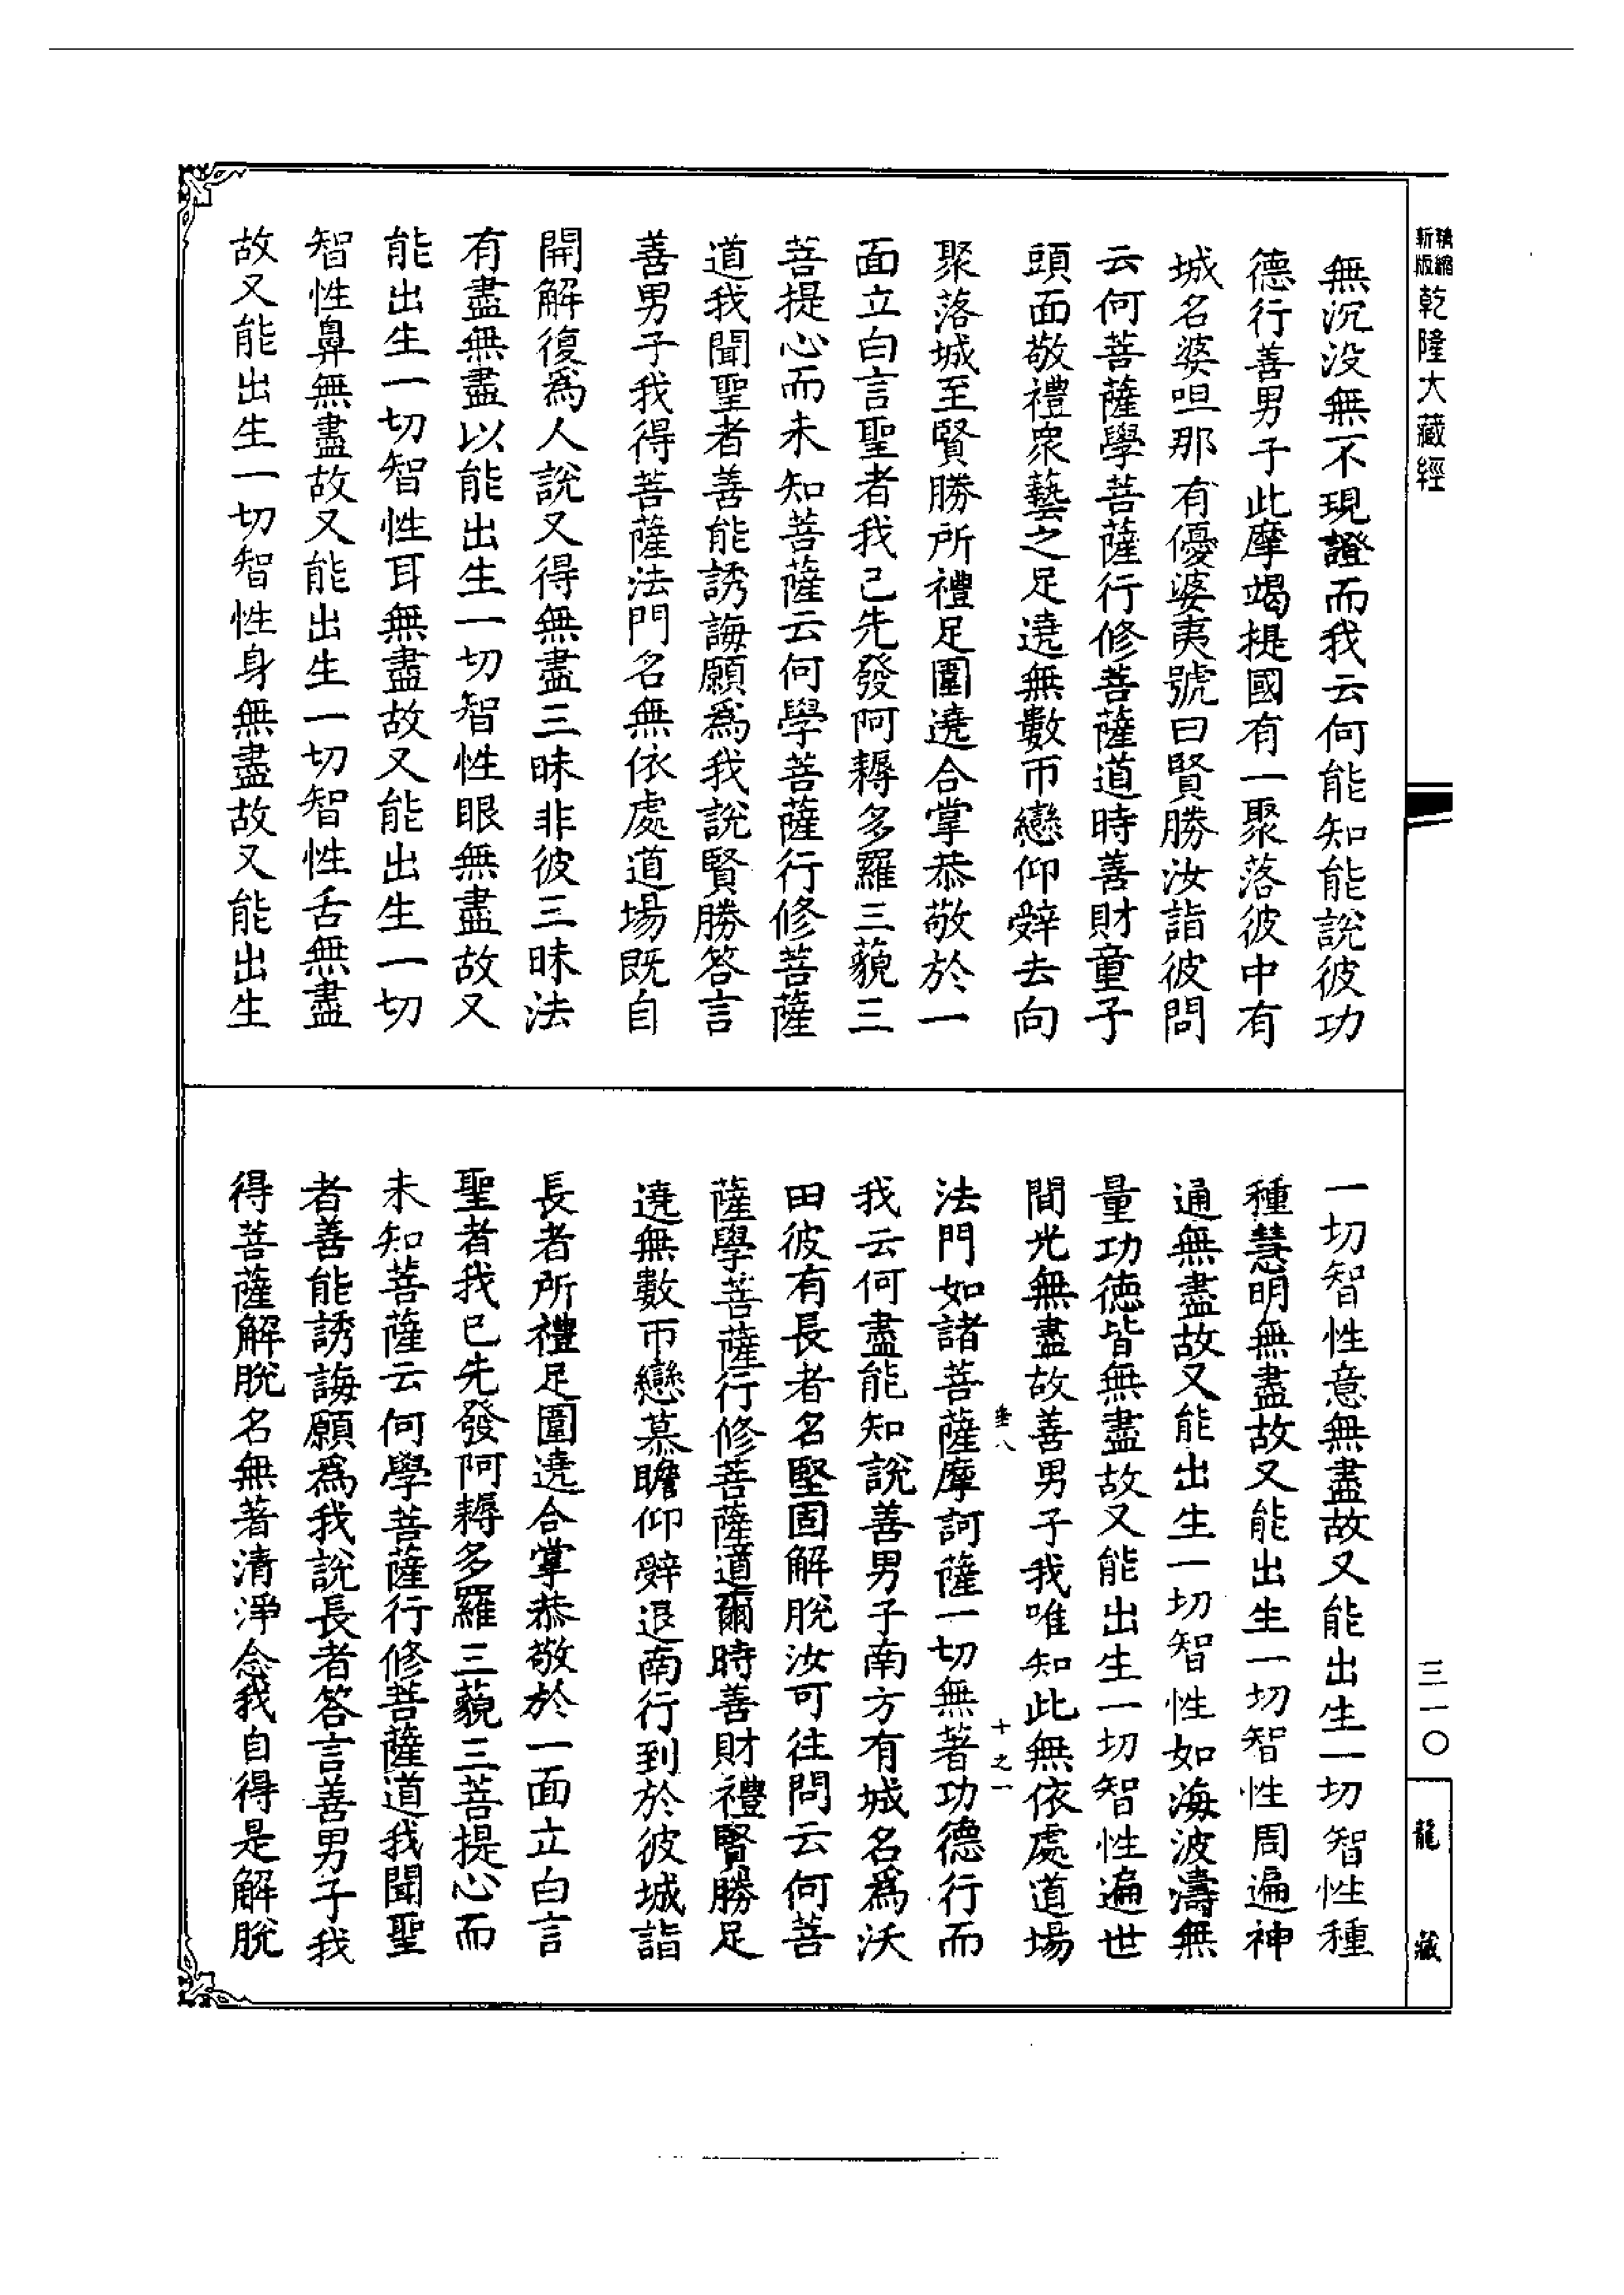 精縮
新版
乾隆大藏經
三一〇
龍藏
無沉没無不現證而我云何能知能說彼功
德行善男子此摩竭提國有一聚落彼中有
城名婆呾那有優婆夷號曰賢勝汝詣彼問
云何菩薩學菩薩行修菩薩道時善財童子
頭面敬禮衆藝之足遶無數帀戀仰辤去向
聚落城至賢勝所禮足圍遶合掌恭敬於一
面立白言聖者我已先發阿耨多羅三藐三
菩提心而未知菩薩云何學菩薩行修菩薩
道我聞聖者善能誘誨願爲我說賢勝答言
善男子我得菩薩法門名無依處道場既自
開解復爲人說又得無盡三昧非彼三昧法
有盡無盡以能出生一切智性眼無盡故又
能出生一切智性耳無盡故又能出生一切
智性鼻無盡故又能出生一切智性舌無盡
故又能出生一切智性身無盡故又能出生
一切智性意無盡故又能出生一切智性種
種慧明無盡故又能出生一切智性周遍神
通無盡故又能出生一切智性如海波濤無
量功德皆無盡故又能出生一切智性遍世
間光無盡故善男子我唯知此無依處道場
垂八
十之一
法門如諸菩薩摩訶薩一切無著功德行而
我云何盡能知說善男子南方有城名爲沃
田彼有長者名堅固解脫汝可往問云何菩
薩學菩薩行修菩薩道爾時善財禮賢勝足
遶無數帀戀慕瞻仰辤退南行到於彼城詣
長者所禮足圍遶合掌恭敬於一面立白言
聖者我已先發阿耨多羅三藐三菩提心而
未知菩薩云何學菩薩行修菩薩道我聞聖
者善能誘誨願爲我說長者答言善男子我
得菩薩解脫名無著清淨念我自得是解脫